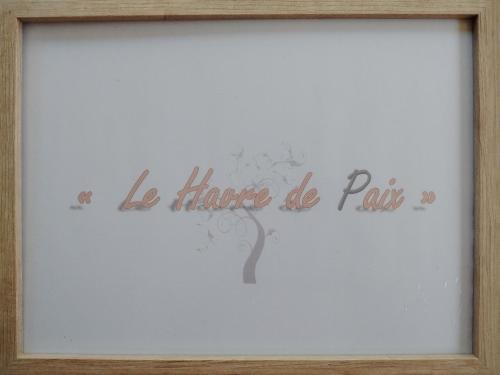 « Le Havre de Paix »